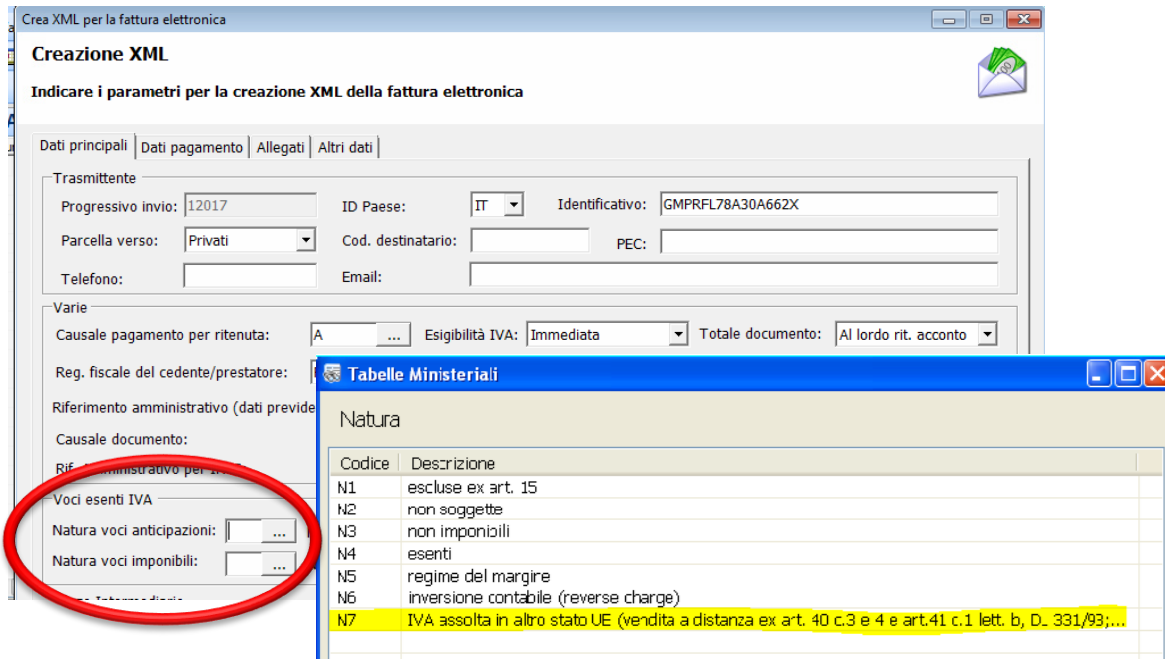 Crea XML per la fattura elettronica
Creazione XML
Indicare i parametri per la creazione XML della fattura elettronica
Dati principali Dati pagamento Allegati Altri dati
Trasmittente
Progressivo invio: 12017 ID Paese: IT Identificativo: GMPRFL78A30A662X
Parcella verso: Privati Cod. destinatario: PEC:
Telefono: Email:
Varie
Causale pagamento per ritenuta: A ... Esigibilità IVA: Immediata Totale documento: Al lordo rit. acconto
Reg. fiscale del cedente/prestatore:
Riferimento amministrativo (dati previde
Causale documento:
Voci esenti IVA
Natura voci anticipazioni: ...
Natura voci imponibili: ...
Tabelle Ministeriali
Natura
Codice Descrizione
N1 escluse ex art. 15
N2 non soggette
N3 non imponibili
N4 esenti
N5 regime del margire
N6 inversione contabile (reverse charge)
N7 IVA assolta in altro stato UE (vendita a distanza ex art. 40 c.3 e 4 e art.41 c.1 lett. b, D_ 331/93;...